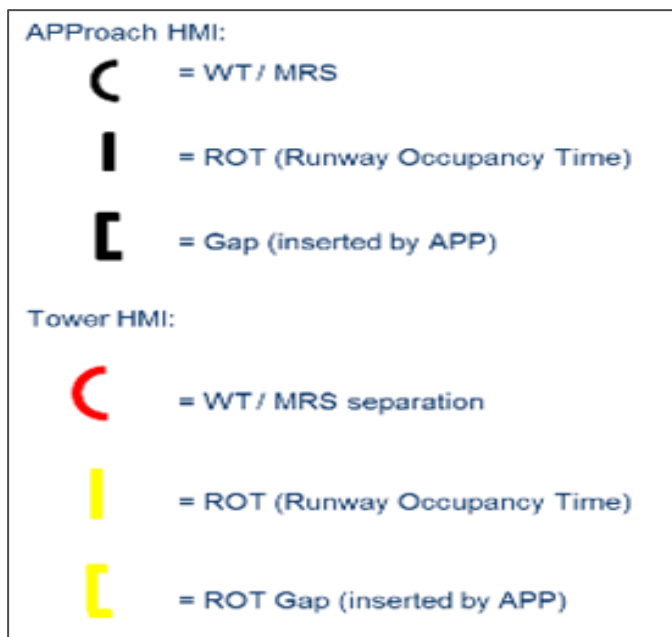 APProach HMI:
= WT / MRS
= ROT (Runway Occupancy Time)
= Gap (inserted by APP)
Tower HMI:
= WT / MRS separation
= ROT (Runway Occupancy Time)
= ROT Gap (inserted by APP)